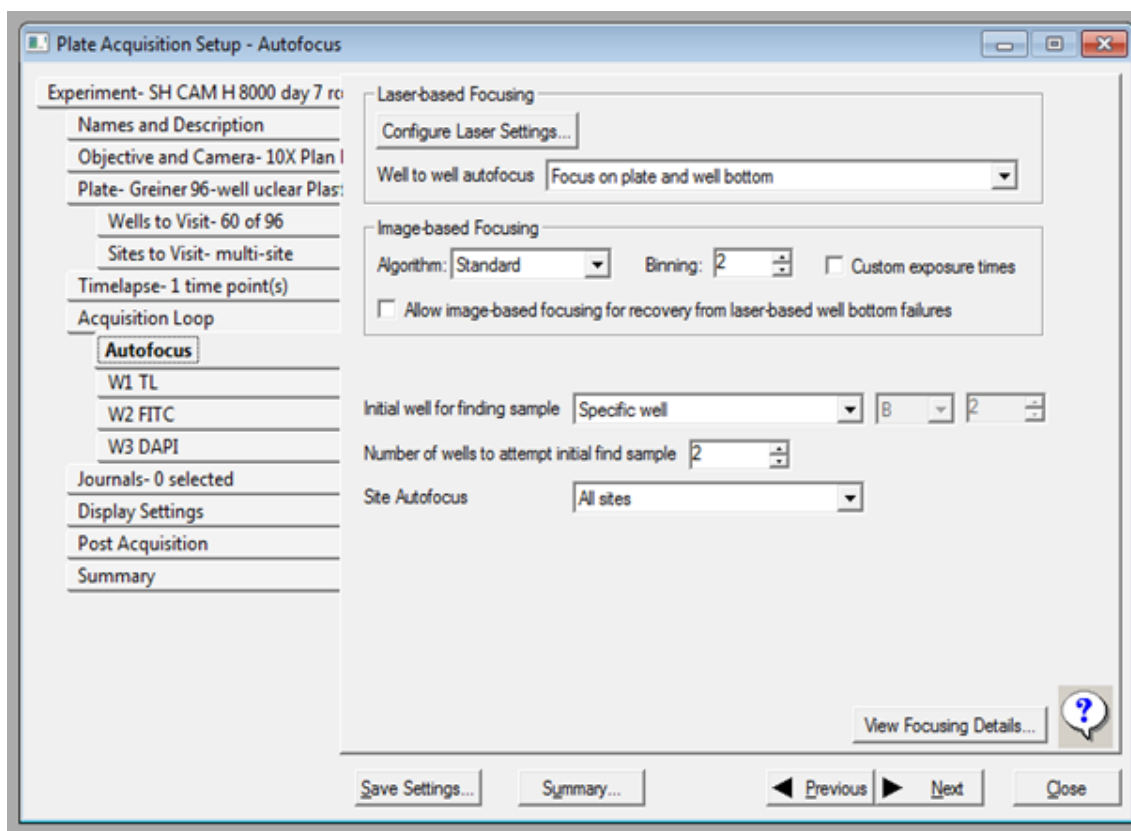 Plate Acquisition Setup - Autofocus
Experiment- SH CAM H 8000 day 7 ro
Names and Description
Objective and Camera- 10X Plan
Plate- Greiner 96-well uclear Plas
Wells to Visit- 60 of 96
Sites to Visit- multi-site
Timelapse- 1 time point(s)
Acquisition Loop
Autofocus
W1 TL
W2 FITC
W3 DAPI
Journals- 0 selected
Display Settings
Post Acquisition
Summary
Laser-based Focusing
Configure Laser Settings...
Well to well autofocus Focus on plate and well bottom
Image-based Focusing
Algorithm: Standard Binning: 2 Custom exposure times
Allow image-based focusing for recovery from laser-based well bottom failures
Initial well for finding sample Specific well B 2
Number of wells to attempt initial find sample 2
Site Autofocus All sites
View Focusing Details... ?
Save Settings... Summary... Previous Next Close